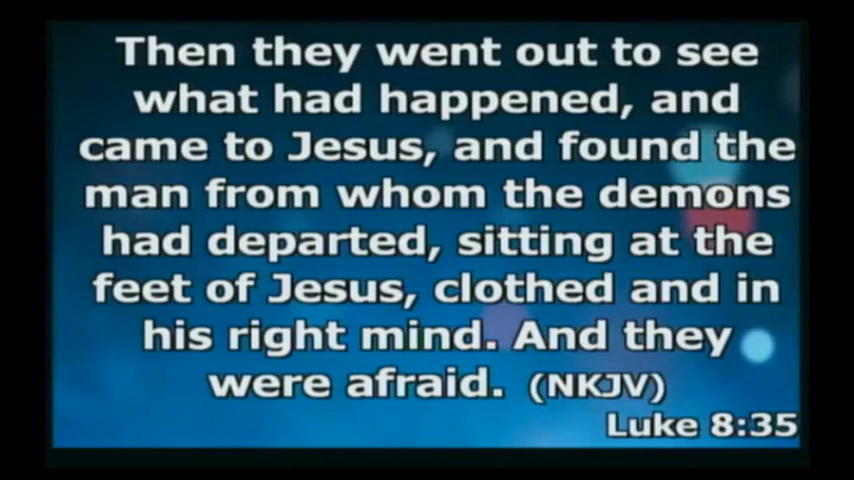 Then they went out to see
what had happened, and
came to Jesus, and found the
man from whom the demons
had departed, sitting at the
feet of Jesus, clothed and in
his right mind. And they
were afraid. (NKJV)
Luke 8:35